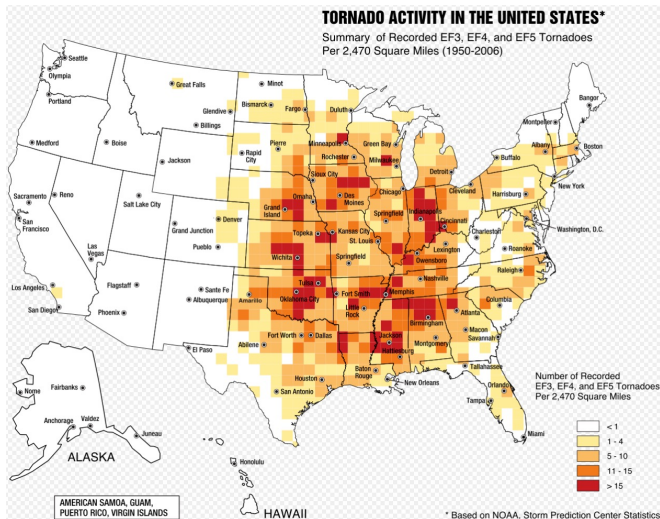 TORNADO ACTIVITY IN THE UNITED STATES*
Summary of Recorded EF3, EF4, and EF5 Tornadoes
Per 2,470 Square Miles (1950-2006)
Seattle
Olympia
Portland
Medford
Boise
Great Falls
Glendive
Billings
Minot
Bismarck
Fargo
Duluth
Pierre
Rapid
City
Jackson
Minneapolis
Rochester
Green Bay
Milwaukee
Sioux City
Bangor
Montpelier
Albany
Boston
Buffalo
New York
Harrisburg
Detroit
Cleveland
Chicago
Des
Moines
Omaha
Grand
Island
Sacramento
Reno
San
Francisco
Salt Lake City
Denver
Grand Junction
Pueblo
Las
Vegas
Topeka
Kansas City
St. Louis
Springfield
Indianapolis
Cincinnati
Charleston
Washington, D.C.
Lexington
Roanoke
Owensboro
Wichita
Springfield
Los Angeles
San Diego
Flagstaff
Phoenix
Sante Fe
Albuquerque
Amarillo
Tulsa
Oklahoma City
Fort Smith
Little
Rock
Memphis
Nashville
Raleigh
Columbia
Atlanta
Birmingham
Macon
Savannah
Montgomery
Jackson
Hattiesburg
Fort Worth
Dallas
Abilene
El Paso
Houston
San Antonio
Baton
Rouge
New Orleans
Tallahassee
Orlando
Tampa
Miami
Nome
Fairbanks
Anchorage
Valdez
Juneau
ALASKA
Honolulu
HAWAII
AMERICAN SAMOA, GUAM,
PUERTO RICO, VIRGIN ISLANDS
Number of Recorded
EF3, EF4, and EF5 Tornadoes
Per 2,470 Square Miles
< 1
1 - 4
5 - 10
11 - 15
> 15
* Based on NOAA, Storm Prediction Center Statistics